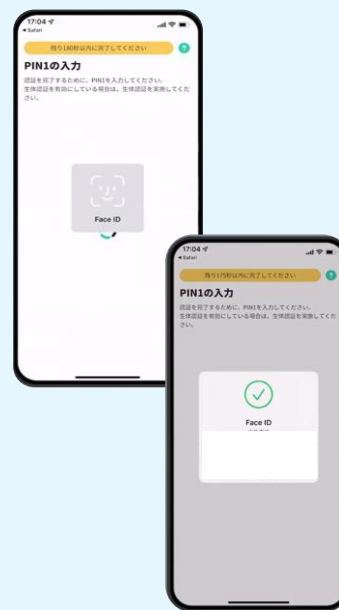 17:04
◀ Safari
残り180秒以内に完了してください
?
PIN1の入力
認証を完了するために、PINを入力してください。
生体認証を有効にしている場合は、生体認証を実施してくだ
さい。
Face ID
17:04
◀ Safari
残り175秒以内に完了してください
?
PIN1の入力
認証を完了するために、PINを入力してください。
生体認証を有効にしている場合は、生体認証を実施してくだ
さい。
Face ID